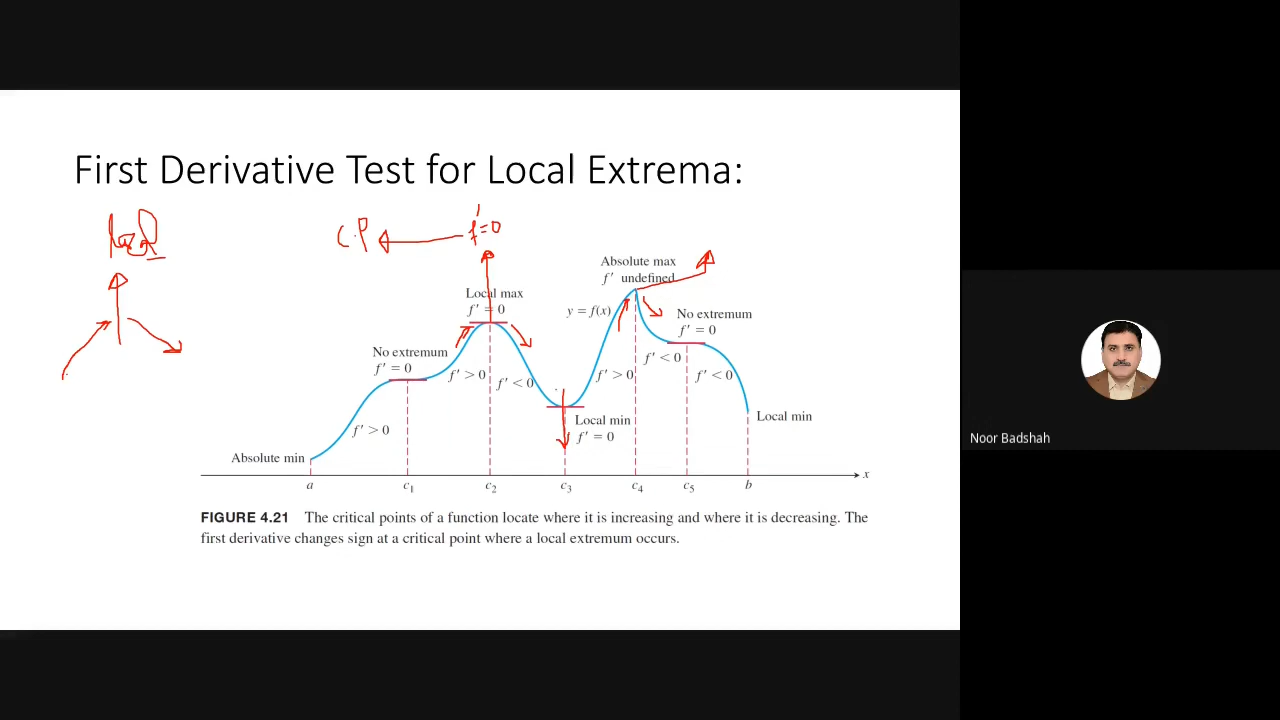 First Derivative Test for Local Extrema:
C.P
f'=0
Absolute max
f′ undefined
Local max
f′ = 0
y = f(x)
No extremum
f′ = 0
No extremum
f′ = 0
f′ > 0
f′ < 0
f′ > 0
f′ < 0
f′ < 0
Local min
f′ = 0
Local min
f′ > 0
Absolute min
x
a
c₁
c₂
c₃
c₄
c₅
b
FIGURE 4.21 The critical points of a function locate where it is increasing and where it is decreasing. The
first derivative changes sign at a critical point where a local extremum occurs.
Noor Badshah